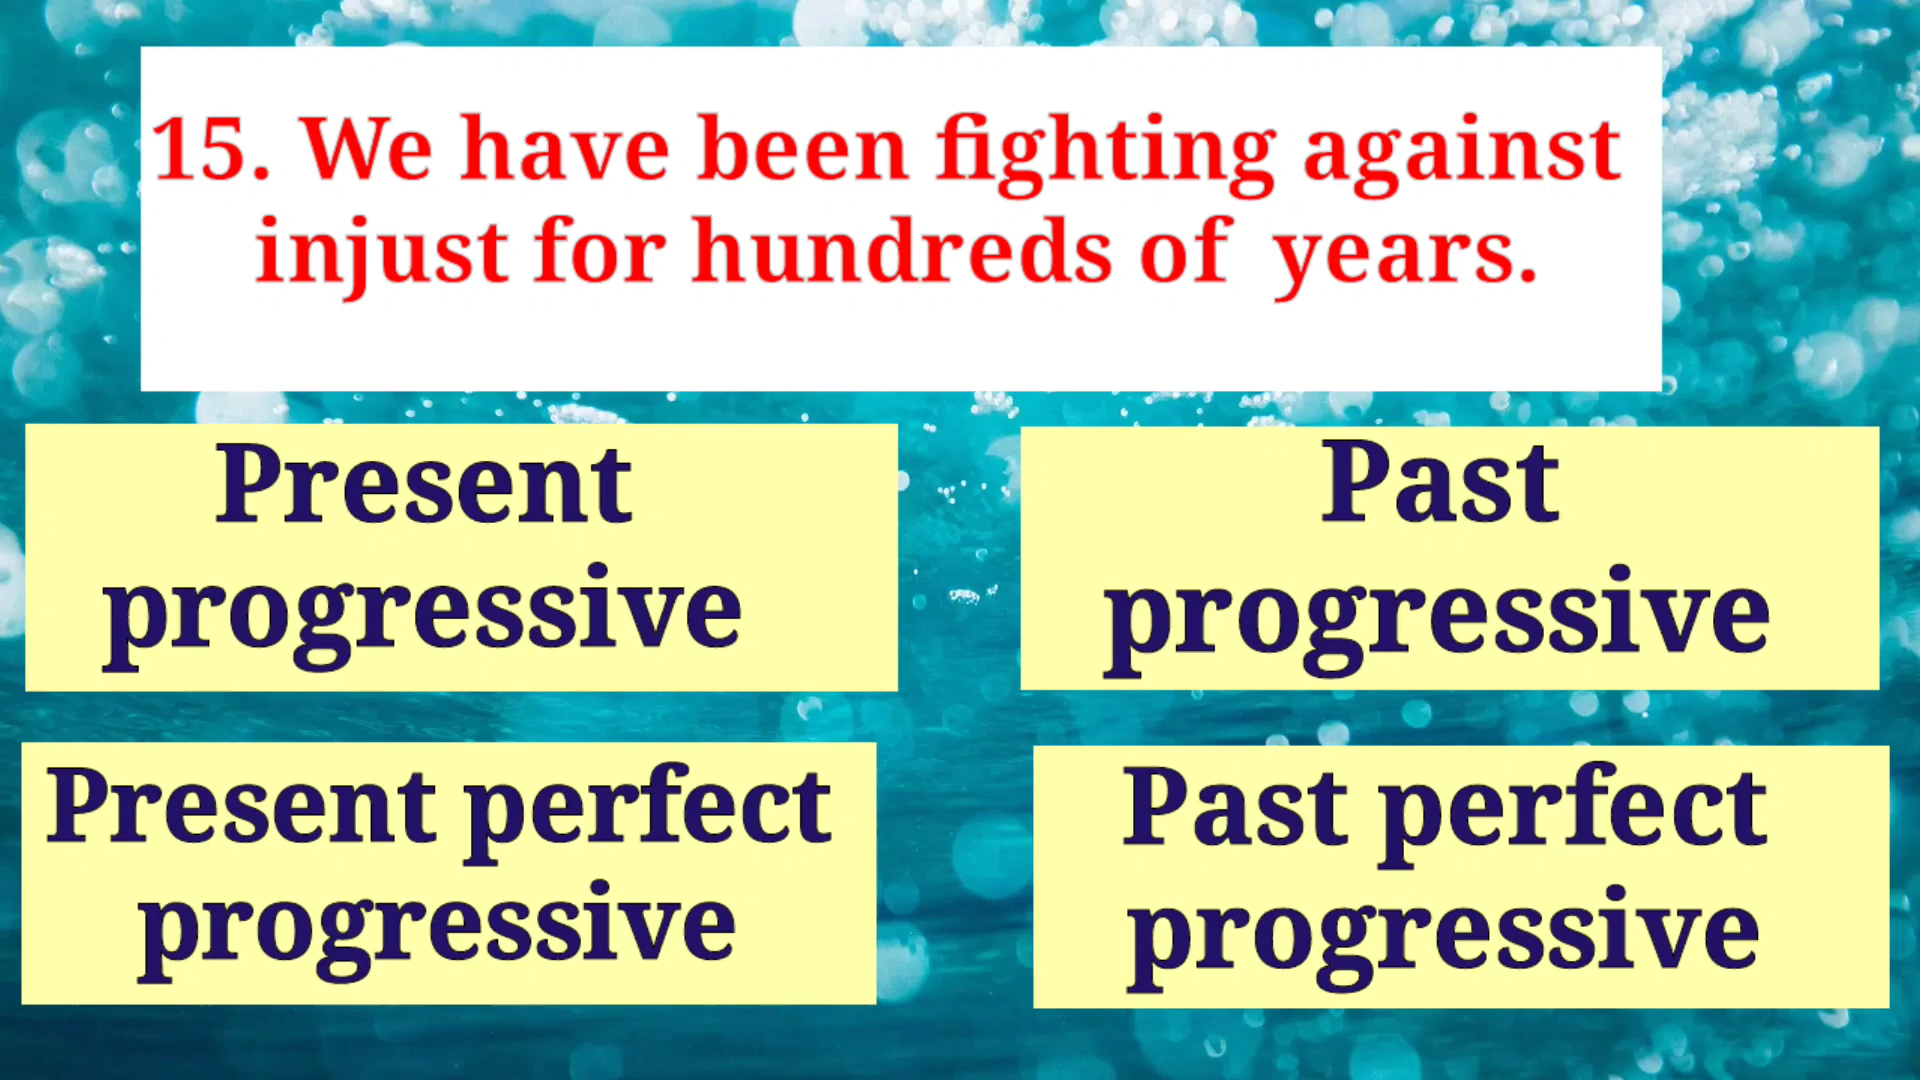 15. We have been fighting against
injust for hundreds of years.
Present
progressive
Past
progressive
Present perfect
progressive
Past perfect
progressive